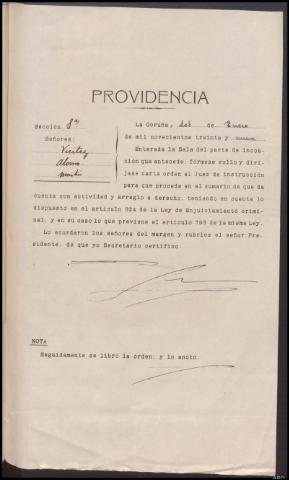 PROVIDENCIA
Sección 8ª
Señores:
Vieitez
Alonso
La Coruña, dos de Enero
de mil novecientos treinta y nueve
Enterada la Sala del parte de incoa-
ción que antecede, fórmese rollo y dirí-
jase carta orden al Juez de instrucción
para que proceda en el sumario de que da
cuenta con actividad y arreglo a derecho, teniendo en cuenta lo
dispuesto en el artículo 324 de la Ley de Enjuiciamiento crimi-
nal, y en su caso lo que previene el artículo 789 de la misma Ley.
Lo acordaron los señores del margen y rubrica el señor Pre-
sidente, de que yo Secretario certifico.
NOTA
Seguidamente se libró la orden; y lo anoto.